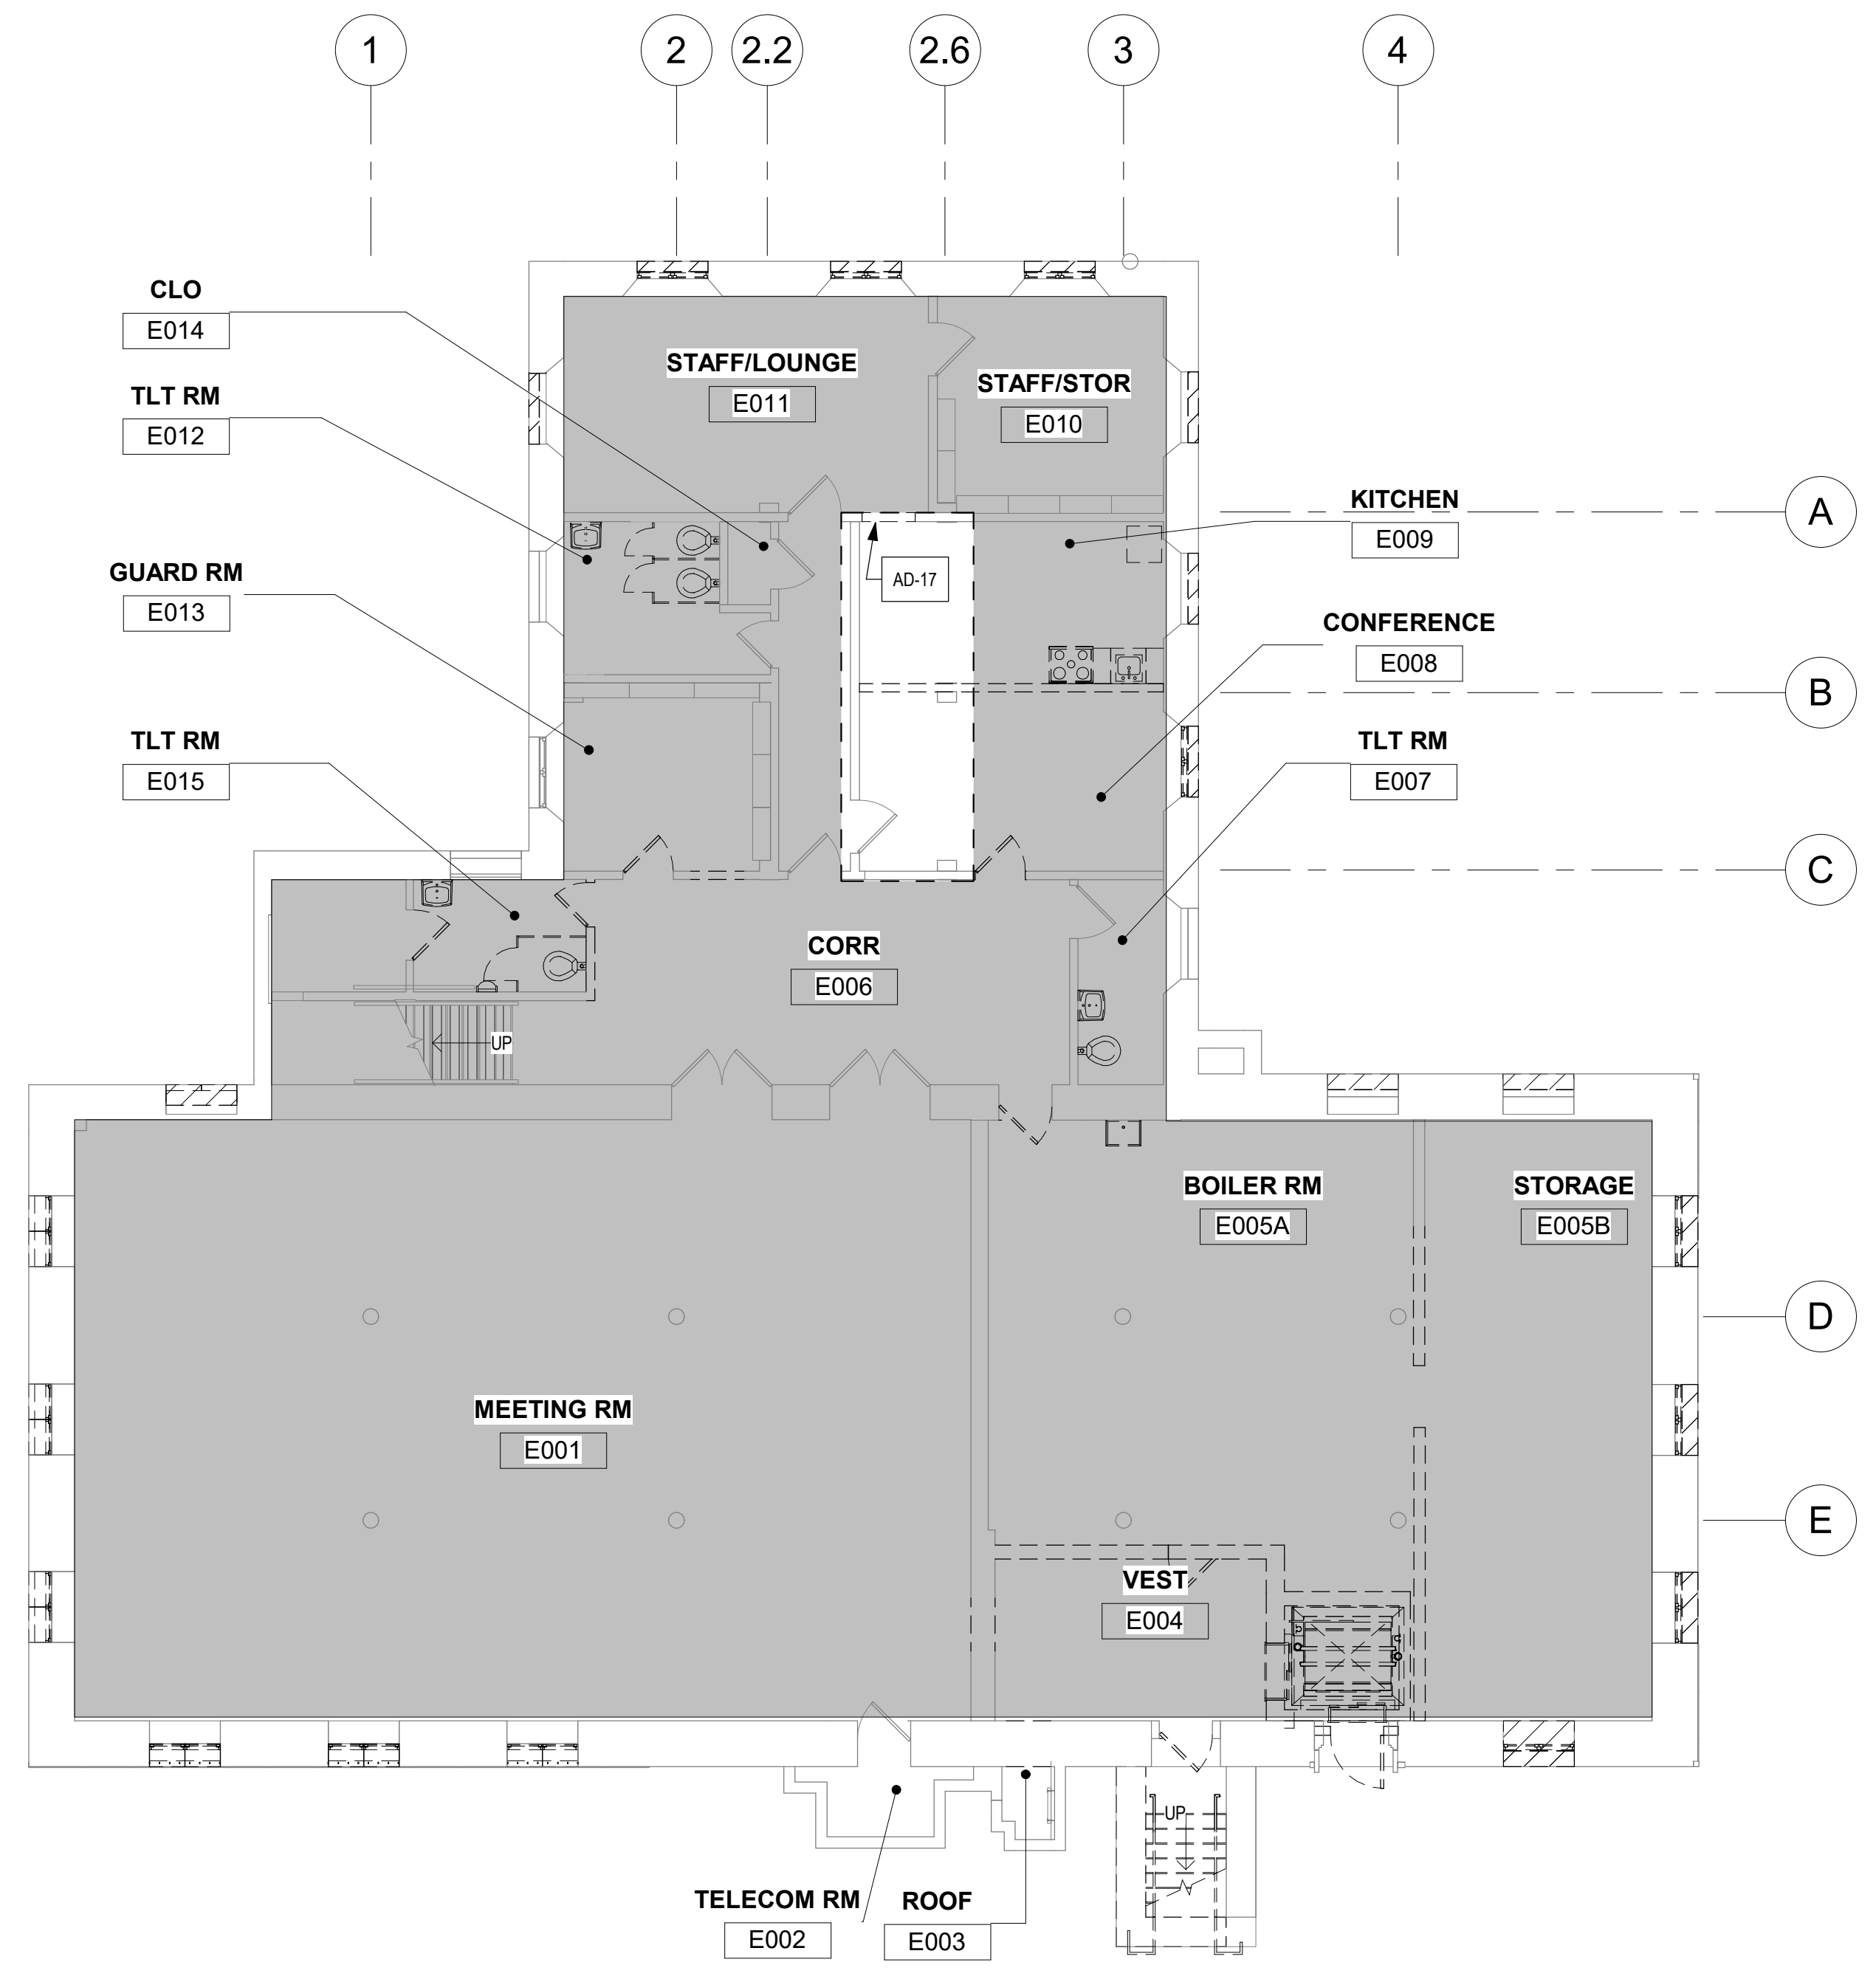 1
2
2.2
2.6
3
4
CLO
E014
TLT RM
E012
GUARD RM
E013
TLT RM
E015
STAFF/LOUNGE
E011
STAFF/STOR
E010
AD-17
KITCHEN
E009
CONFERENCE
E008
TLT RM
E007
A
B
C
D
E
CORR
E006
UP
BOILER RM
E005A
STORAGE
E005B
MEETING RM
E001
VEST
E004
UP
TELECOM RM
E002
ROOF
E003